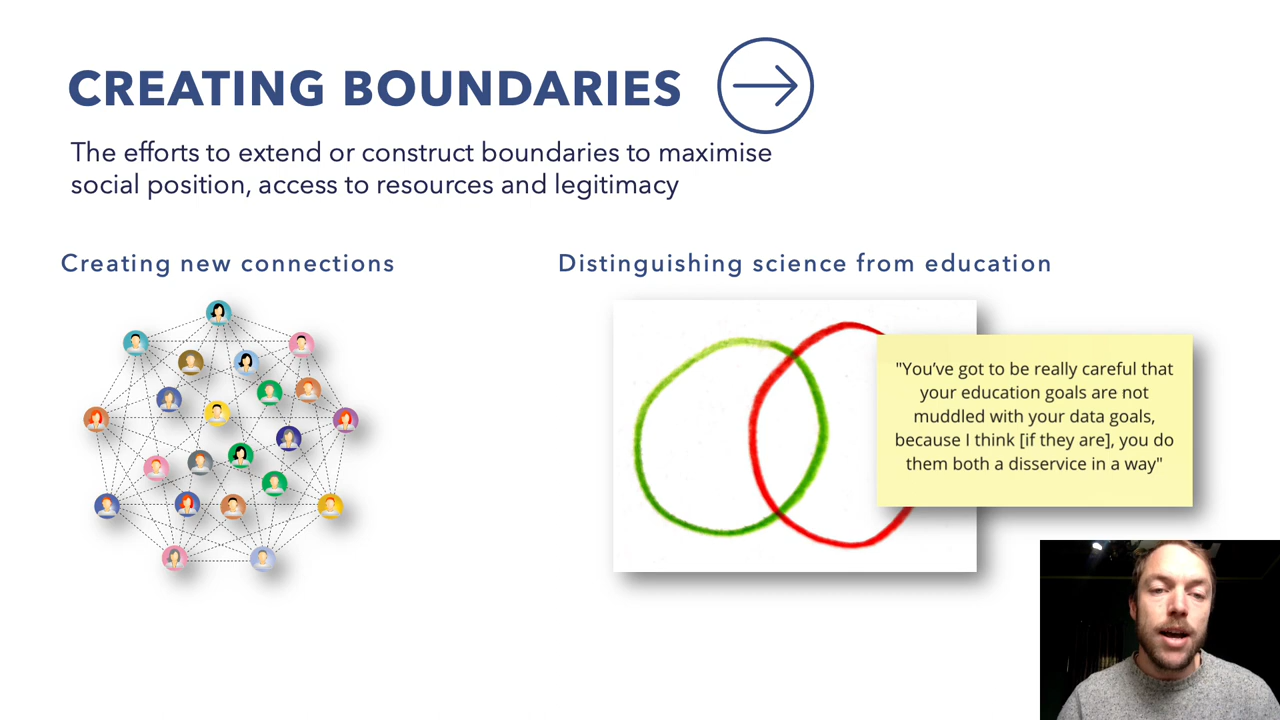 CREATING BOUNDARIES
The efforts to extend or construct boundaries to maximise
social position, access to resources and legitimacy
Creating new connections
Distinguishing science from education
"You’ve got to be really careful that
your education goals are not
muddled with your data goals,
because I think [if they are], you do
them both a disservice in a way"